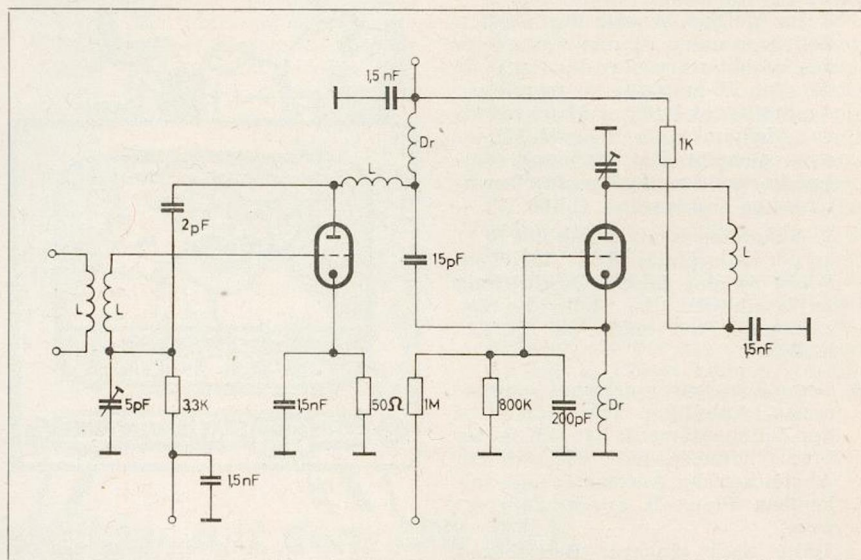 1,5 nF
Dr
1K
L
2pF
15pF
L
L
L
1,5nF
5pF
3,3K
1,5nF
50Ω
1M
800K
200pF
Dr
1,5nF